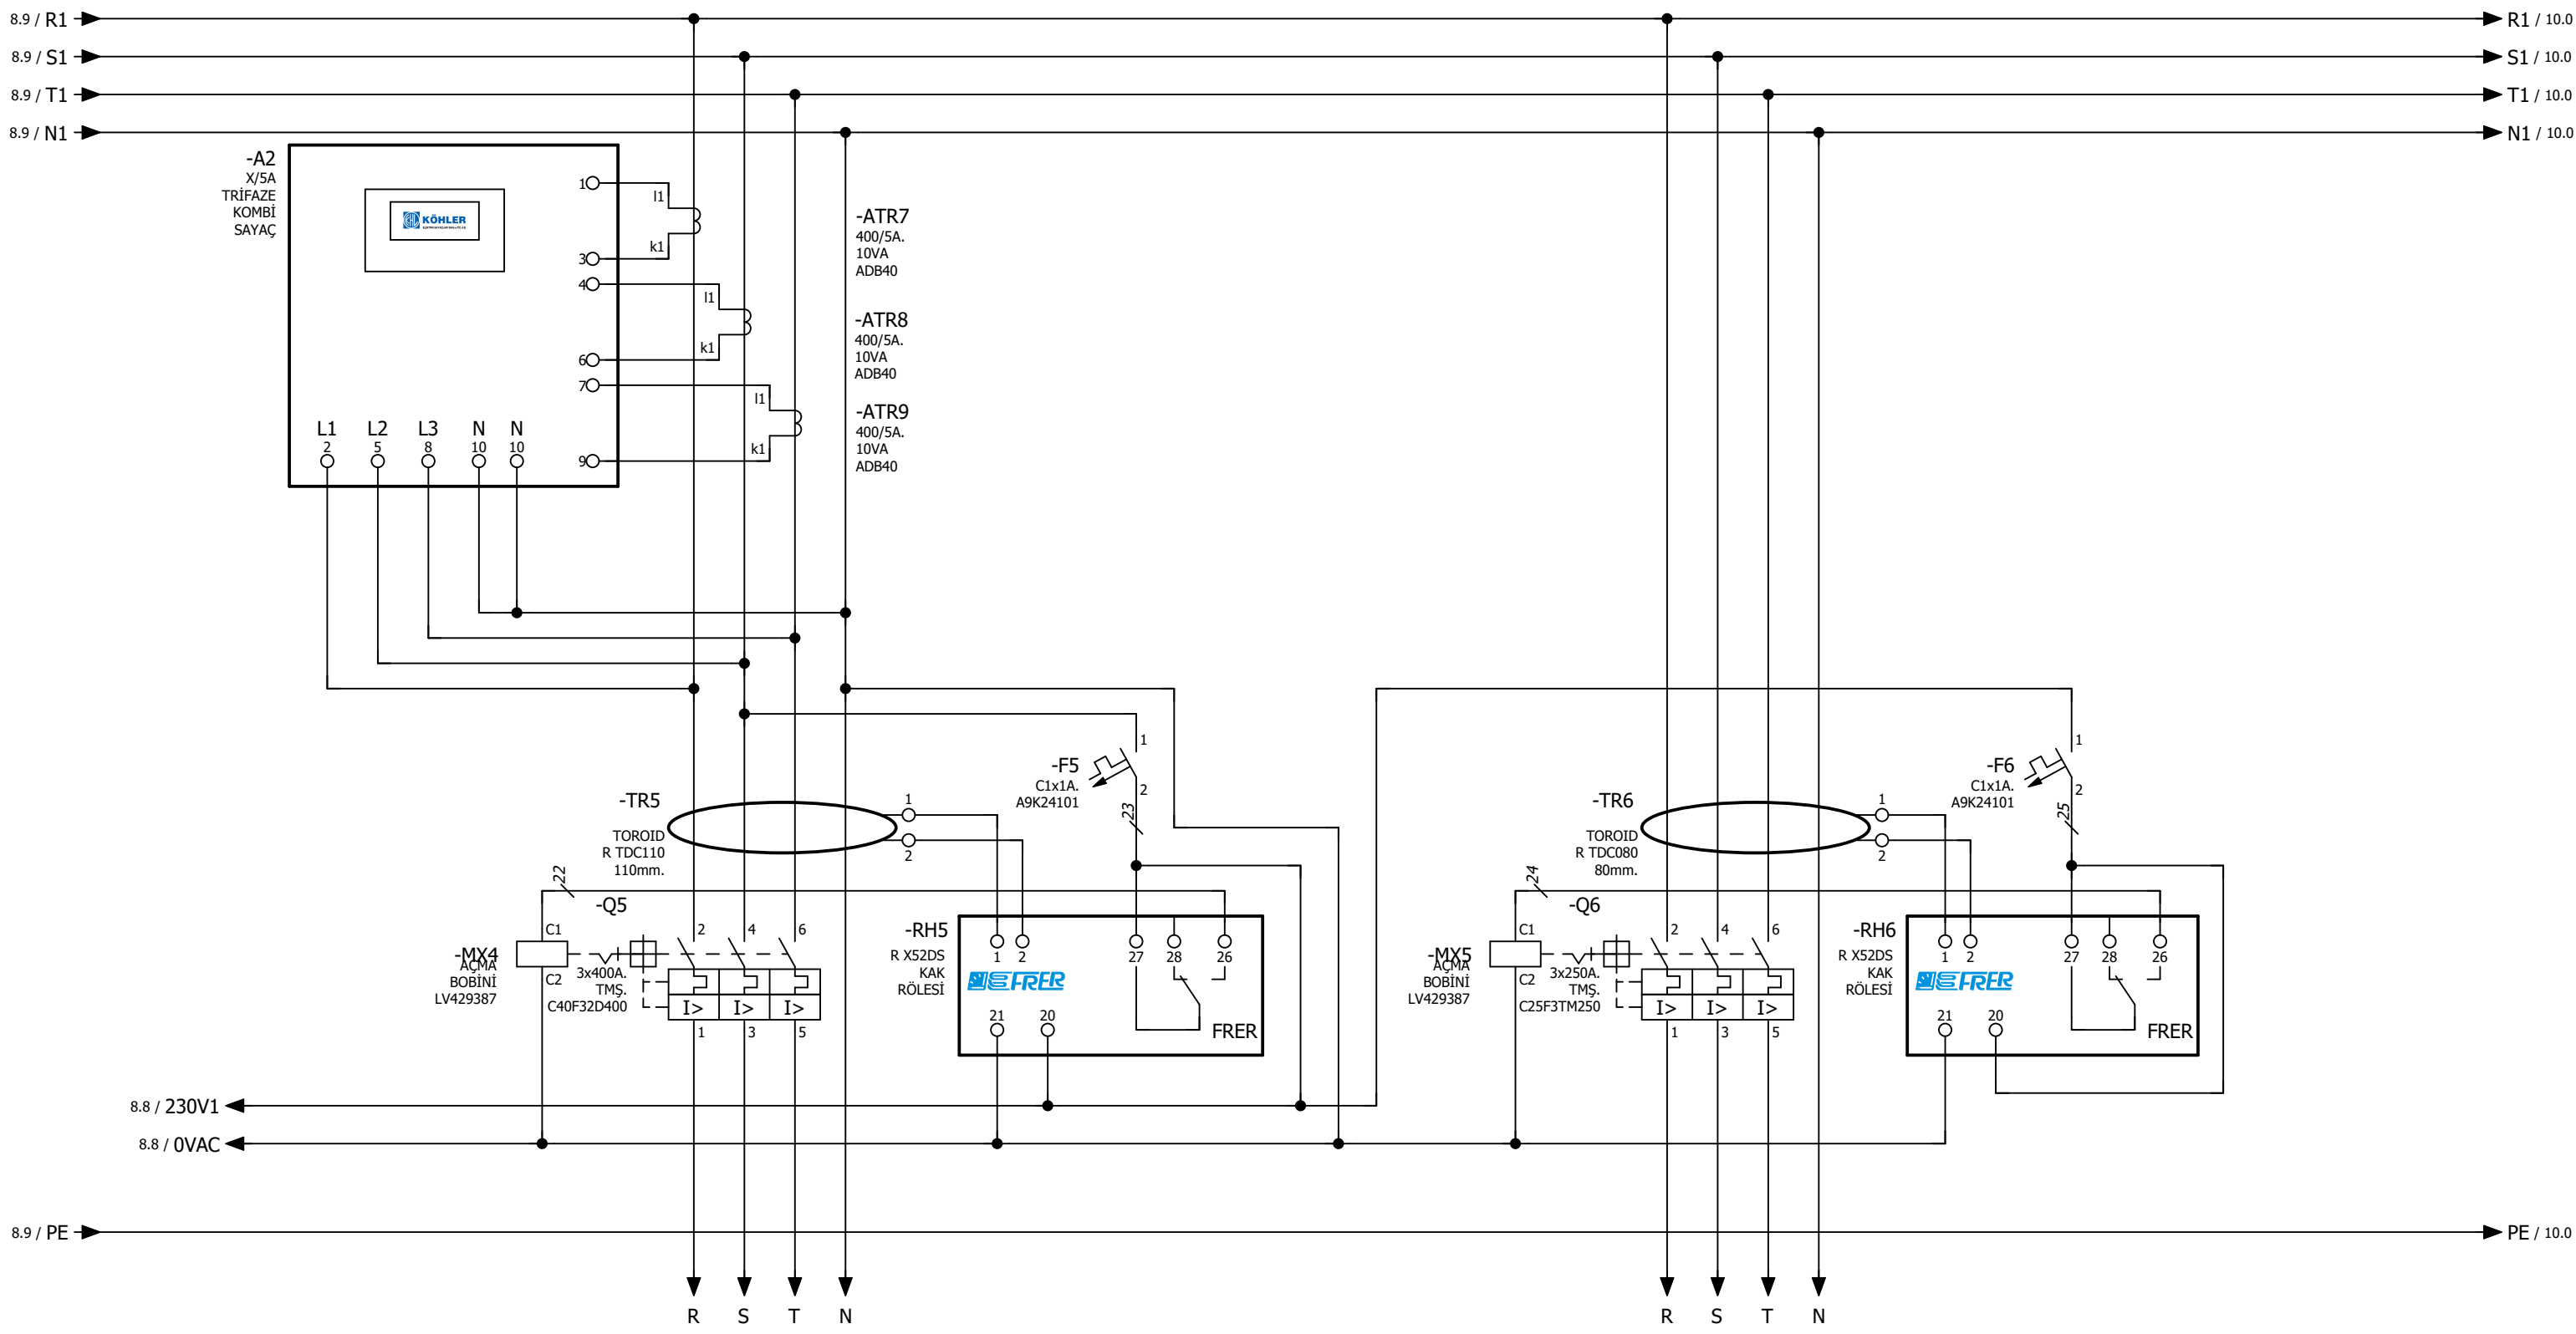 8.9 / R1
R1 / 10.0
8.9 / S1
S1 / 10.0
8.9 / T1
T1 / 10.0
8.9 / N1
N1 / 10.0
-A2
X/5A
TRİFAZE
KOMBİ
SAYAÇ
KÖHLER
1
3
4
6
7
9
l1
k1
l1
k1
l1
k1
L1
2
L2
5
L3
8
N
10
N
10
-ATR7
400/5A.
10VA
ADB40
-ATR8
400/5A.
10VA
ADB40
-ATR9
400/5A.
10VA
ADB40
-F5
C1x1A.
A9K24101
1
2
23
-TR5
TOROID
R TDC110
110mm.
1
2
22
-Q5
3x400A.
TMŞ.
C40F32D400
2
4
6
I>
I>
I>
1
3
5
-MX4
AÇMA
BOBİNİ
LV429387
C1
C2
-RH5
R X52DS
KAK
RÖLESİ
1
2
27
28
26
FRER
21
20
FRER
-F6
C1x1A.
A9K24101
1
2
25
-TR6
TOROID
R TDC080
80mm.
1
2
24
-Q6
3x250A.
TMŞ.
C25F3TM250
2
4
6
I>
I>
I>
1
3
5
-MX5
AÇMA
BOBİNİ
LV429387
C1
C2
-RH6
R X52DS
KAK
RÖLESİ
1
2
27
28
26
FRER
21
20
FRER
8.8 / 230V1
8.8 / 0VAC
8.9 / PE
PE / 10.0
R
S
T
N
R
S
T
N